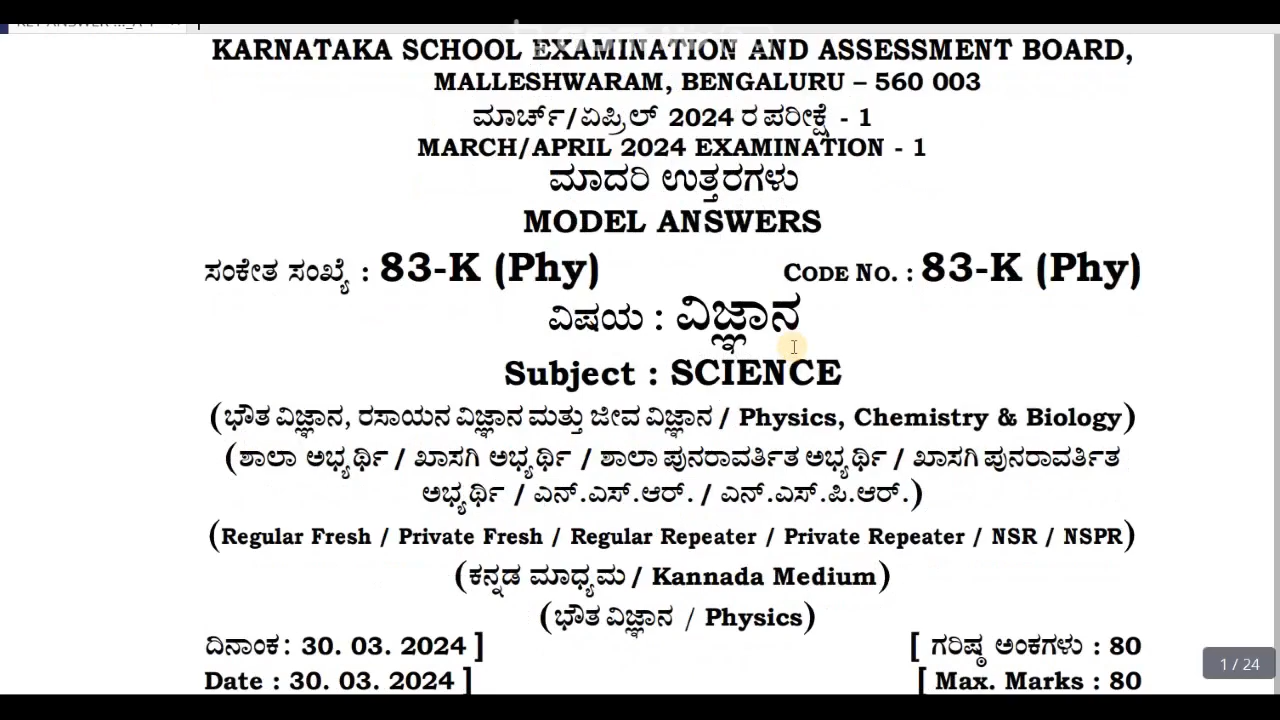 KARNATAKA SCHOOL EXAMINATION AND ASSESSMENT BOARD,
MALLESHWARAM, BENGALURU – 560 003
ಮಾರ್ಚ್/ಏಪ್ರಿಲ್ 2024 ರ ಪರೀಕ್ಷೆ - 1
MARCH/APRIL 2024 EXAMINATION - 1
ಮಾದರಿ ಉತ್ತರಗಳು
MODEL ANSWERS
ಸಂಕೇತ ಸಂಖ್ಯೆ : 83-K (Phy) CODE NO. : 83-K (Phy)
ವಿಷಯ : ವಿಜ್ಞಾನ
Subject : SCIENCE
(ಭೌತ ವಿಜ್ಞಾನ, ರಸಾಯನ ವಿಜ್ಞಾನ ಮತ್ತು ಜೀವ ವಿಜ್ಞಾನ / Physics, Chemistry & Biology)
(ಶಾಲಾ ಅಭ್ಯರ್ಥಿ / ಖಾಸಗಿ ಅಭ್ಯರ್ಥಿ / ಶಾಲಾ ಪುನರಾವರ್ತಿತ ಅಭ್ಯರ್ಥಿ / ಖಾಸಗಿ ಪುನರಾವರ್ತಿತ
ಅಭ್ಯರ್ಥಿ / ಎನ್.ಎಸ್.ಆರ್. / ಎನ್.ಎಸ್.ಪಿ.ಆರ್.)
(Regular Fresh / Private Fresh / Regular Repeater / Private Repeater / NSR / NSPR)
(ಕನ್ನಡ ಮಾಧ್ಯಮ / Kannada Medium)
(ಭೌತ ವಿಜ್ಞಾನ / Physics)
ದಿನಾಂಕ: 30. 03. 2024 ] [ ಗರಿಷ್ಠ ಅಂಕಗಳು : 80
Date : 30. 03. 2024 ] [ Max. Marks : 80
1 / 24